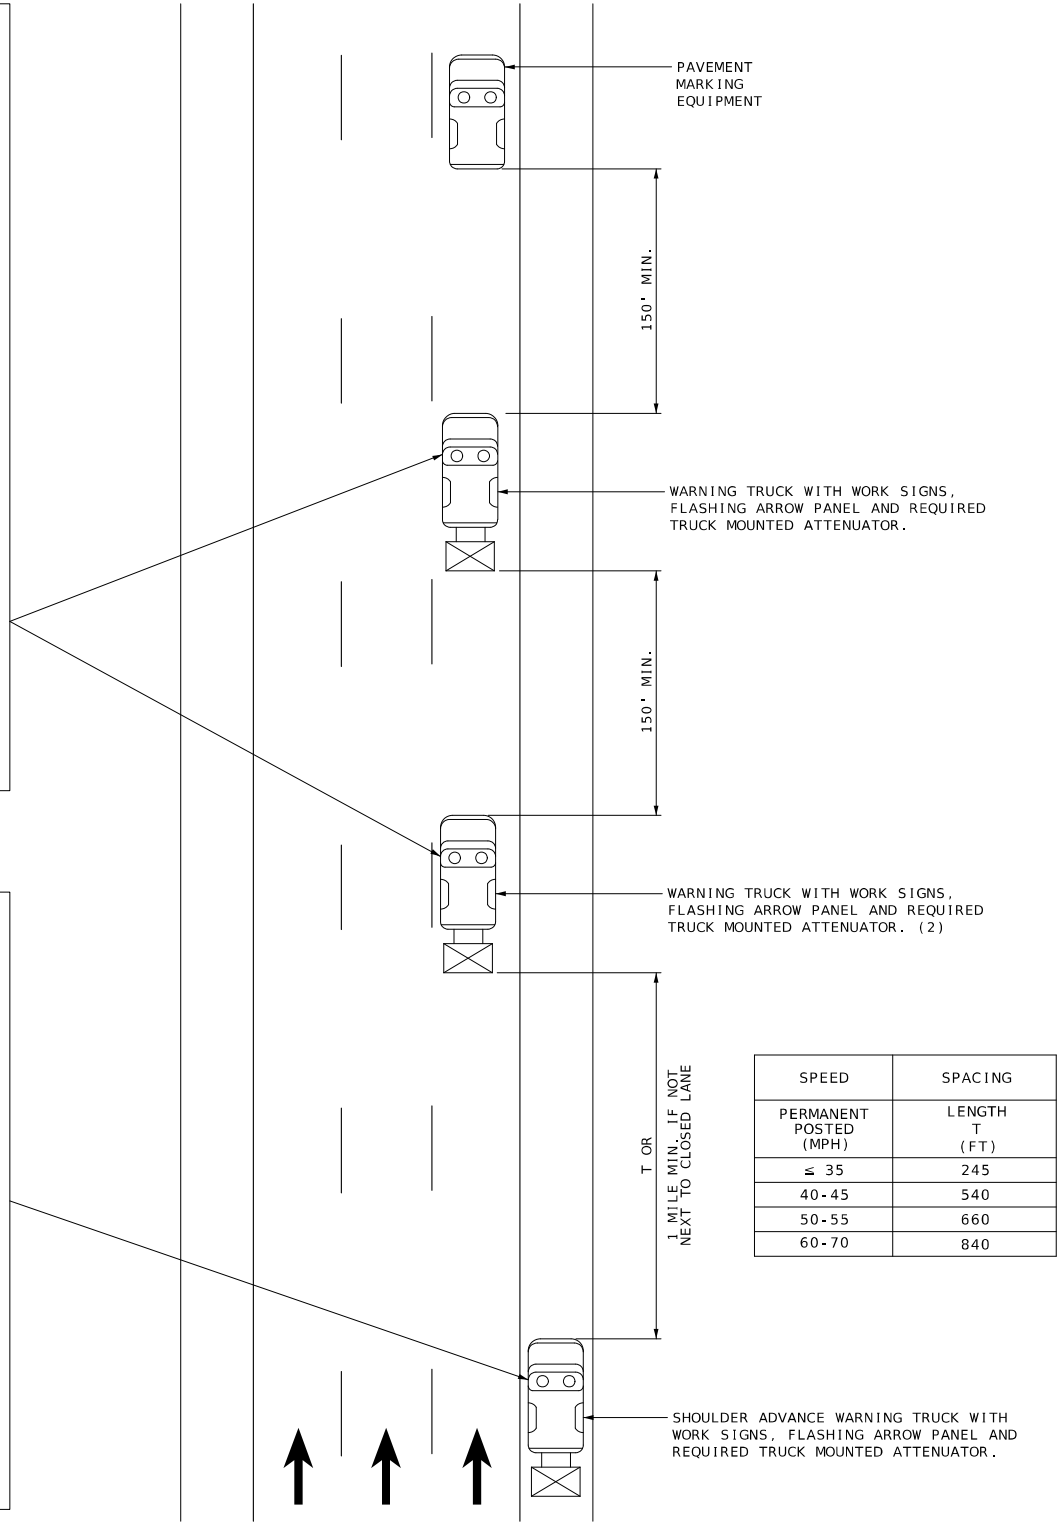 PAVEMENT
MARKING
EQUIPMENT
150' MIN.
WARNING TRUCK WITH WORK SIGNS,
FLASHING ARROW PANEL AND REQUIRED
TRUCK MOUNTED ATTENUATOR.
150' MIN.
WARNING TRUCK WITH WORK SIGNS,
FLASHING ARROW PANEL AND REQUIRED
TRUCK MOUNTED ATTENUATOR. (2)
T OR
1 MILE MIN. IF NOT
NEXT TO CLOSED LANE
SPEED SPACING
PERMANENT
POSTED
(MPH)
LENGTH
T
(FT)
≤ 35 245
40-45 540
50-55 660
60-70 840
SHOULDER ADVANCE WARNING TRUCK WITH
WORK SIGNS, FLASHING ARROW PANEL AND
REQUIRED TRUCK MOUNTED ATTENUATOR.